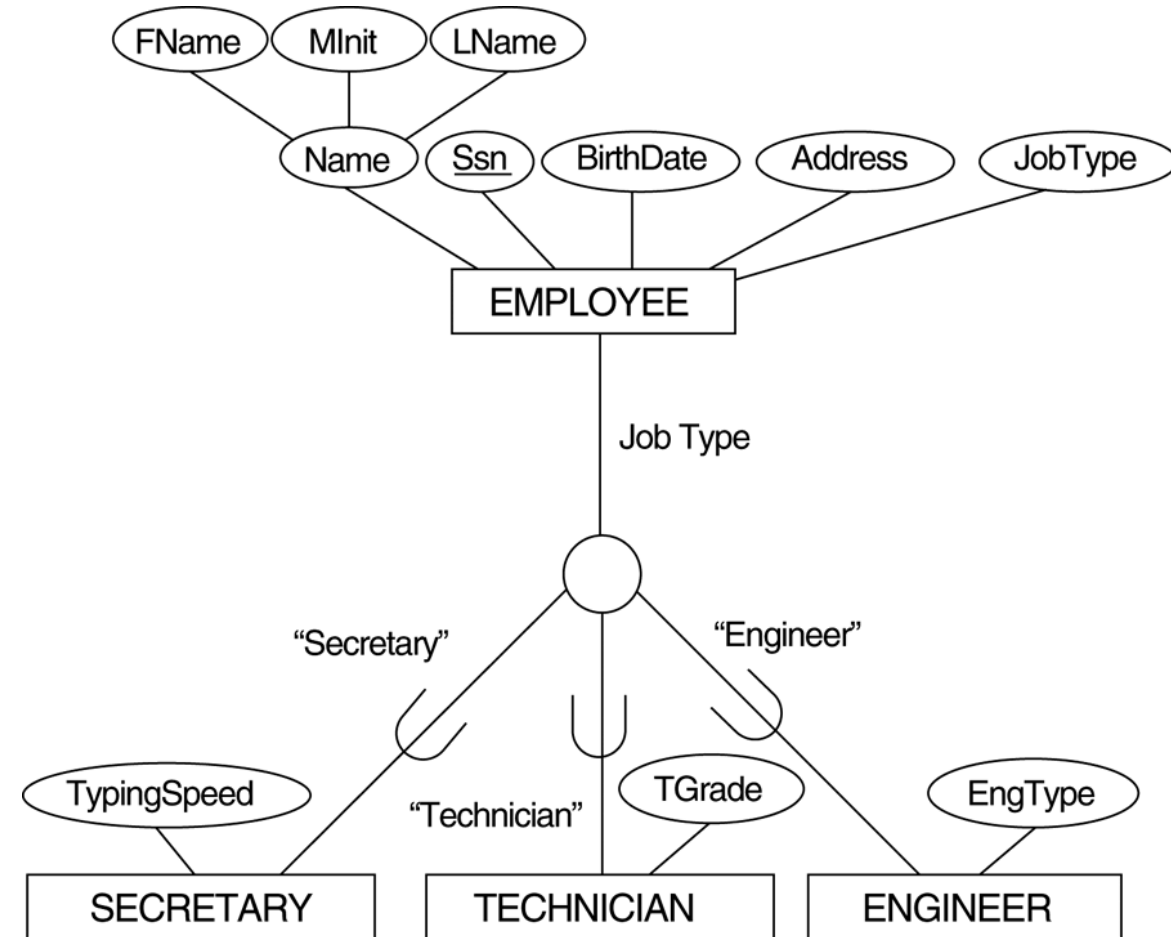 FName
MInit
LName
Name
Ssn
BirthDate
Address
JobType
EMPLOYEE
Job Type
“Secretary”
“Engineer”
TypingSpeed
“Technician”
TGrade
EngType
SECRETARY
TECHNICIAN
ENGINEER